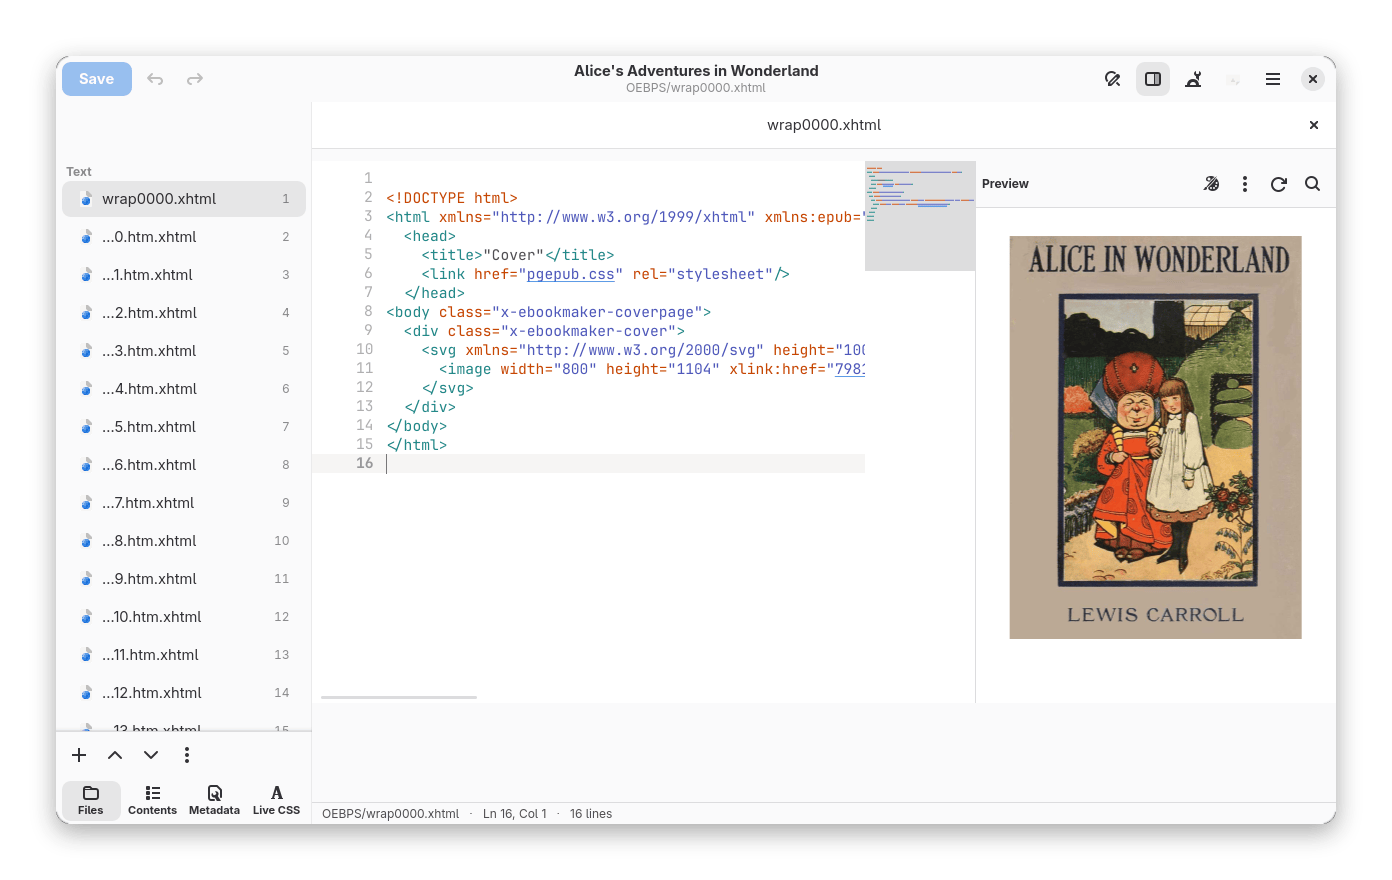 Save
Alice's Adventures in Wonderland
OEBPS/wrap0000.xhtml
wrap0000.xhtml
Text
wrap0000.xhtml 1
...0.htm.xhtml 2
...1.htm.xhtml 3
...2.htm.xhtml 4
...3.htm.xhtml 5
...4.htm.xhtml 6
...5.htm.xhtml 7
...6.htm.xhtml 8
...7.htm.xhtml 9
...8.htm.xhtml 10
...9.htm.xhtml 11
...10.htm.xhtml 12
...11.htm.xhtml 13
...12.htm.xhtml 14
...13.htm.xhtml 15
Files
Contents
Metadata
Live CSS
1
2 <!DOCTYPE html>
3 <html xmlns="http://www.w3.org/1999/xhtml" xmlns:epub="
4 <head>
5 <title>"Cover"</title>
6 <link href="pgepub.css" rel="stylesheet"/>
7 </head>
8 <body class="x-ebookmaker-coverpage">
9 <div class="x-ebookmaker-cover">
10 <svg xmlns="http://www.w3.org/2000/svg" height="100
11 <image width="800" height="1104" xlink:href="7981
12 </svg>
13 </div>
14 </body>
15 </html>
16
Preview
ALICE IN WONDERLAND
LEWIS CARROLL
OEBPS/wrap0000.xhtml · Ln 16, Col 1 · 16 lines